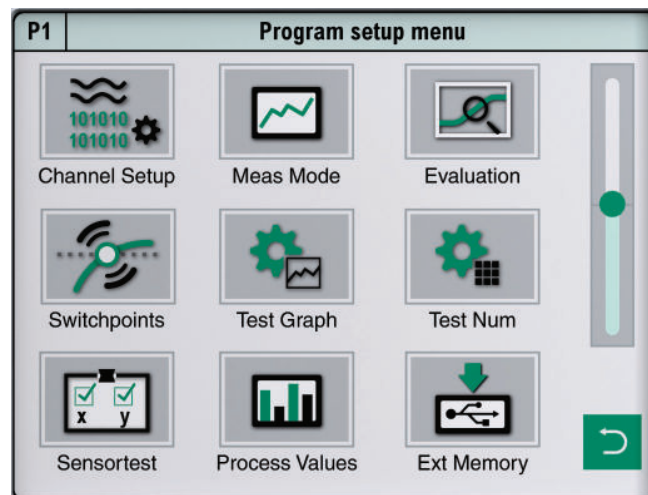 P1 Program setup menu
101010
101010
Channel Setup Meas Mode Evaluation
Switchpoints Test Graph Test Num
x y
Sensortest Process Values Ext Memory